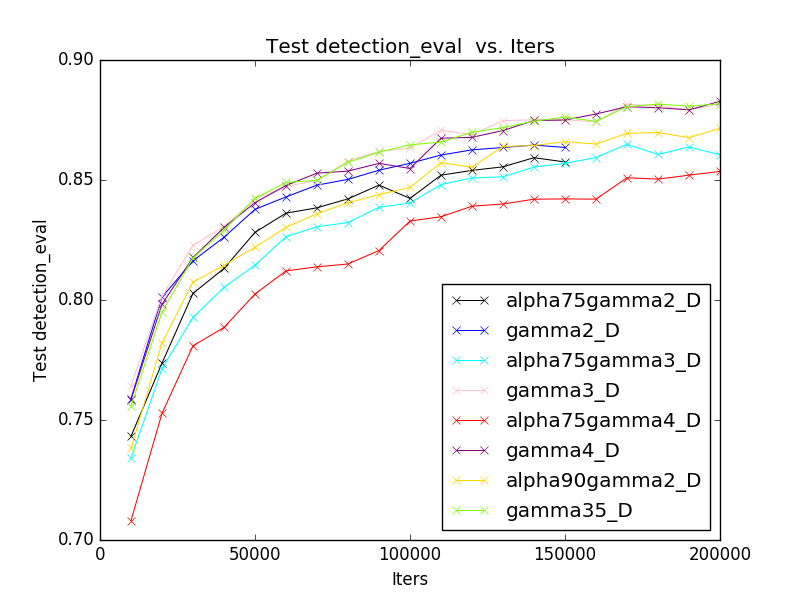 Test detection_eval  vs. Iters
0.90
0.85
0.80
0.75
0.70
Test detection_eval
alpha75gamma2_D
gamma2_D
alpha75gamma3_D
gamma3_D
alpha75gamma4_D
gamma4_D
alpha90gamma2_D
gamma35_D
0 50000 100000 150000 200000
Iters